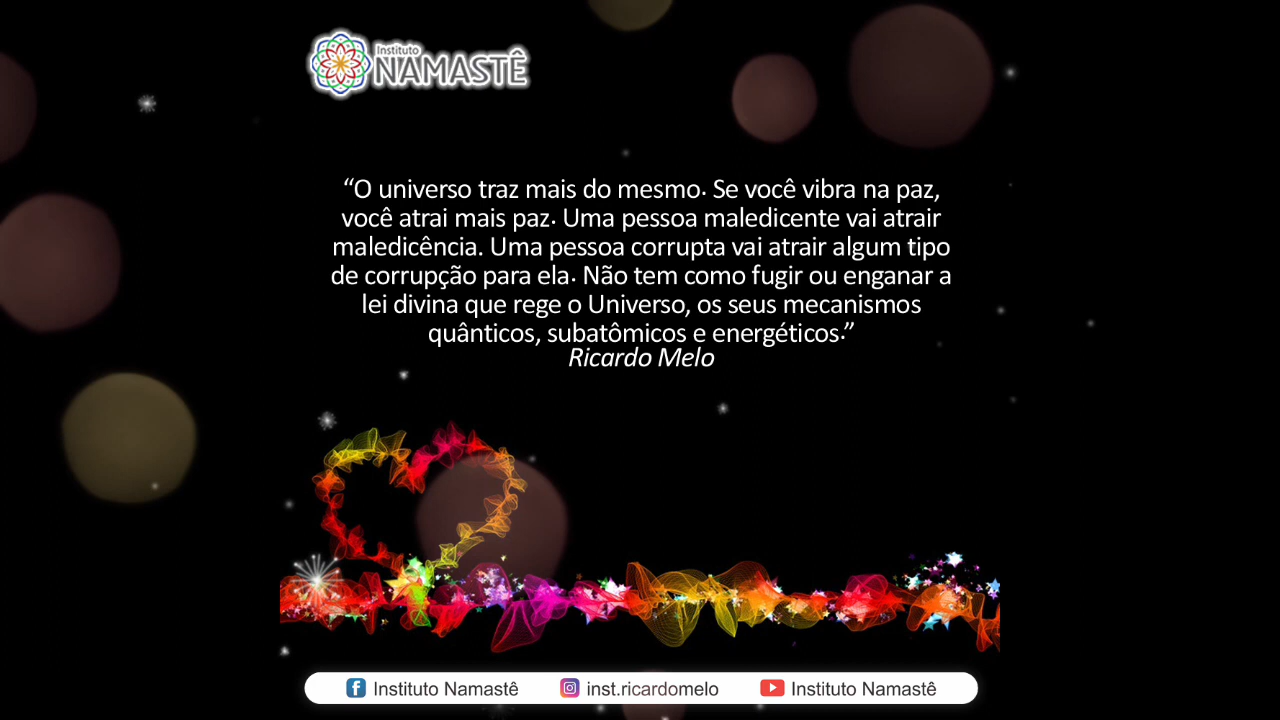 Instituto
NAMASTÊ
“O universo traz mais do mesmo. Se você vibra na paz,
você atrai mais paz. Uma pessoa maledicente vai atrair
maledicência. Uma pessoa corrupta vai atrair algum tipo
de corrupção para ela. Não tem como fugir ou enganar a
lei divina que rege o Universo, os seus mecanismos
quânticos, subatômicos e energéticos.”
Ricardo Melo
Instituto Namastê inst.ricardomelo Instituto Namastê